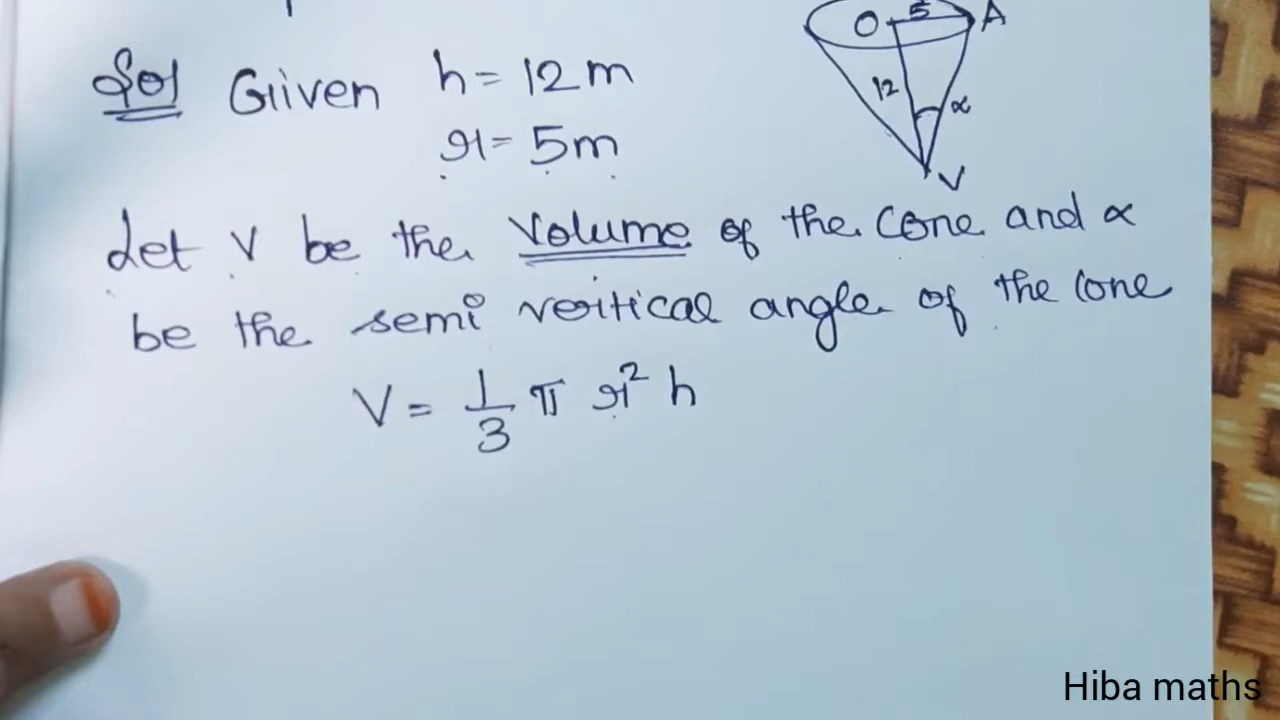 Sol Given h = 12 m
r = 5m
O 5 A
12 α
V
Let V be the Volume of the Cone and α
be the semi vertical angle of the Cone
V = 1/3 π r² h
Hiba maths